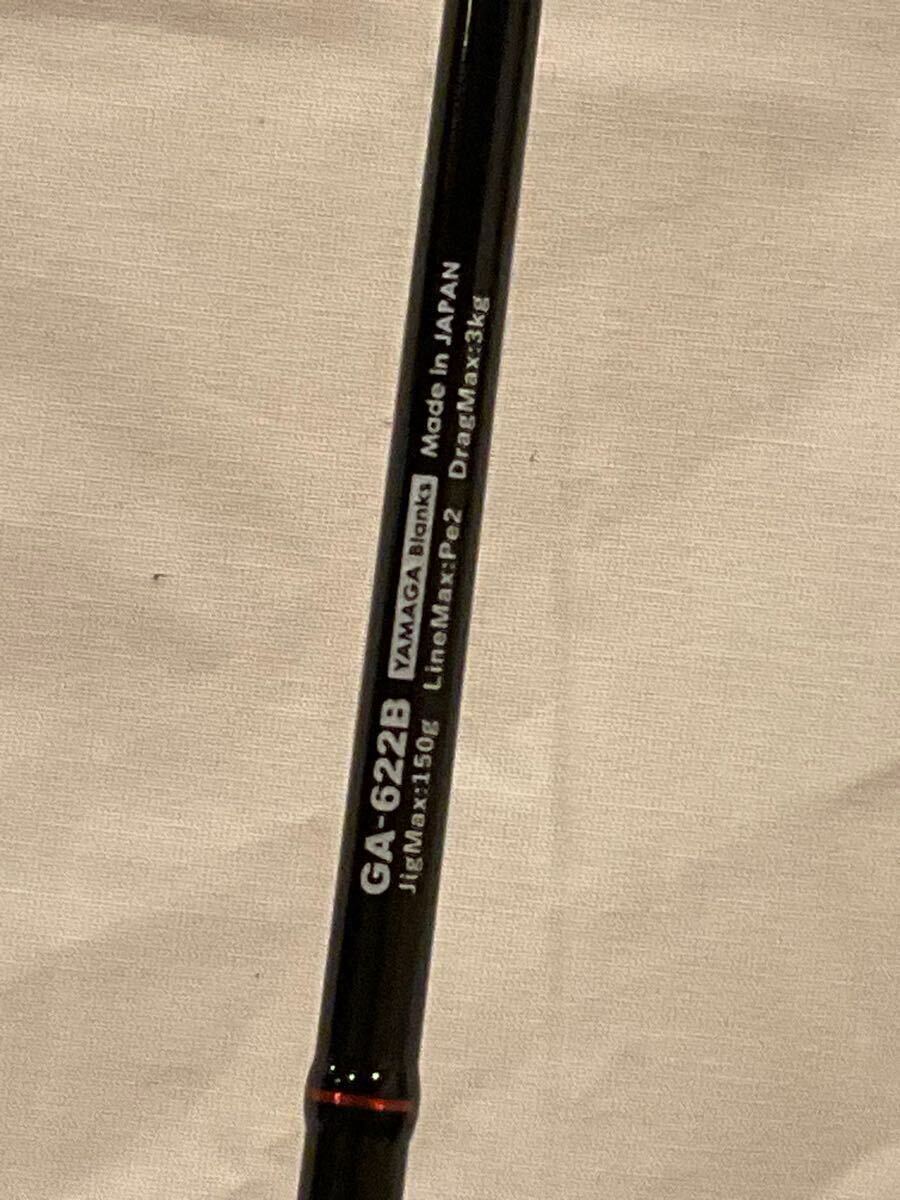 GA-622B YAMAGA Blanks Made in JAPAN
JigMax:150g LineMax:Pe2 DragMax:3kg